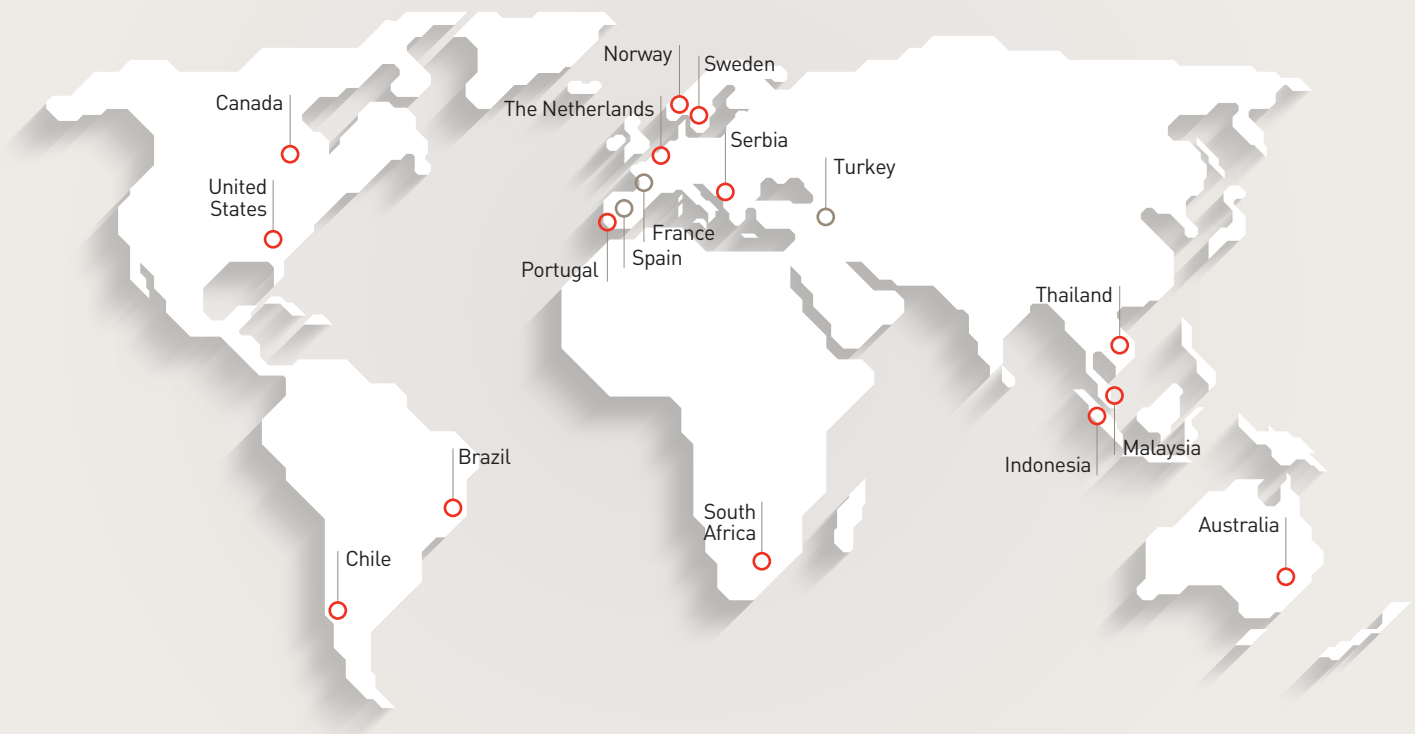 Norway
Sweden
Canada
The Netherlands
Serbia
Turkey
United
States
France
Spain
Portugal
Thailand
Malaysia
Indonesia
Brazil
South
Africa
Australia
Chile